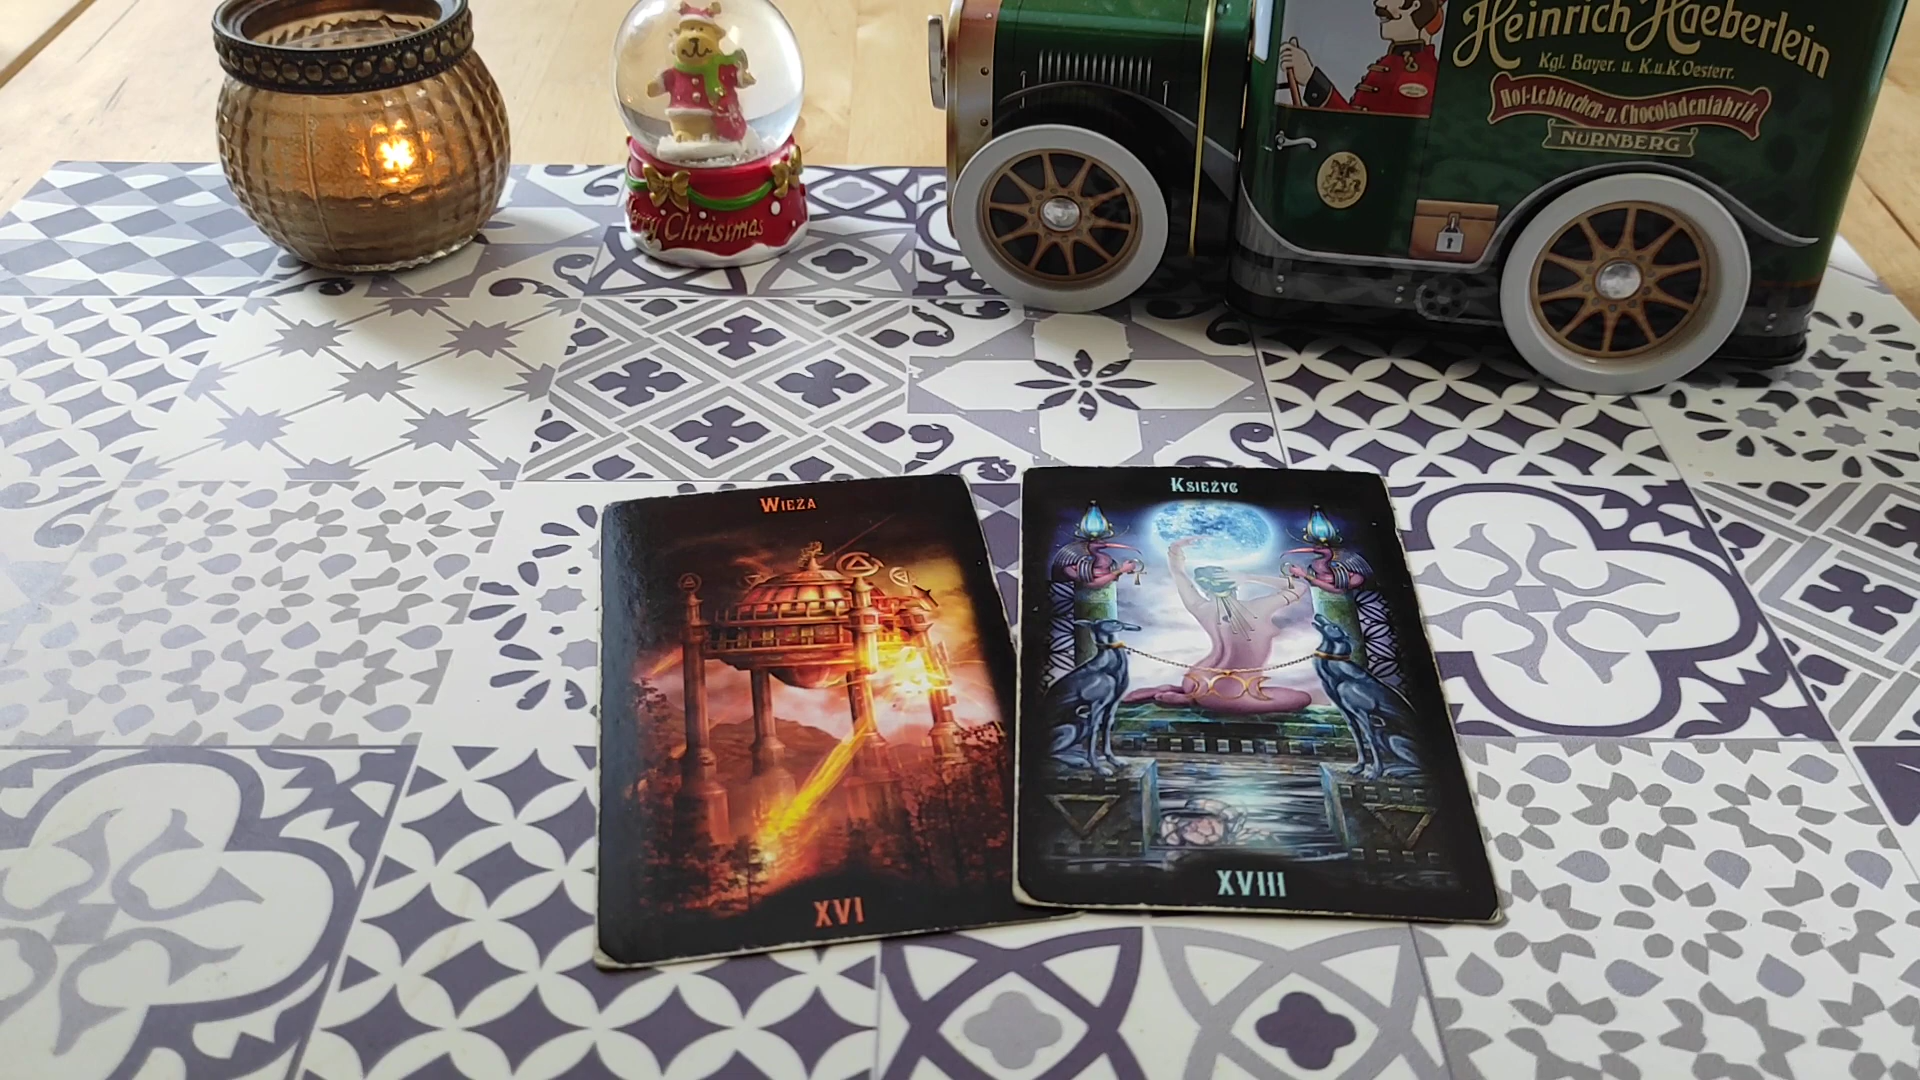 Heinrich Haeberlein
Kgl. Bayer. u. K.u.K. Oesterr.
Hof-Lebkuchen-u. Chocoladenfabrik
NÜRNBERG
Merry Christmas
WIEŻA
XVI
KSIĘŻYC
XVIII